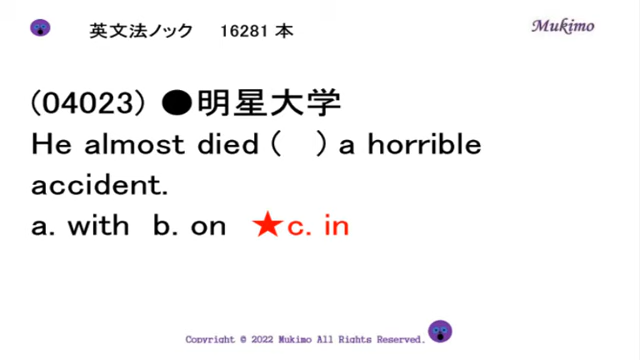 英文法ノック 16281 本
Mukimo
(04023) ●明星大学
He almost died ( ) a horrible
accident.
a. with b. on ★c. in
Copyright © 2022 Mukimo All Rights Reserved.